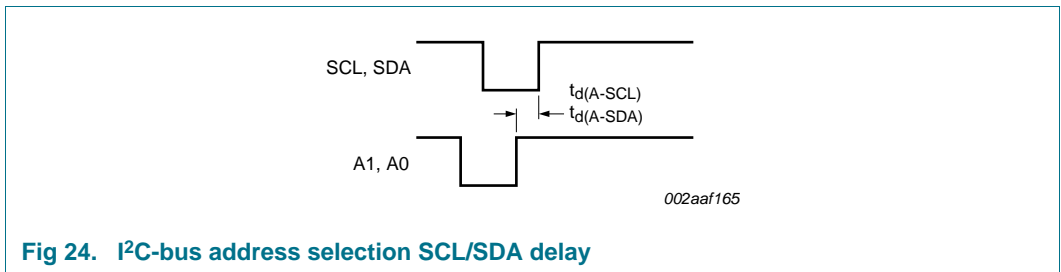 SCL, SDA
td(A-SCL)
td(A-SDA)
A1, A0
002aaf165
Fig 24. I2C-bus address selection SCL/SDA delay